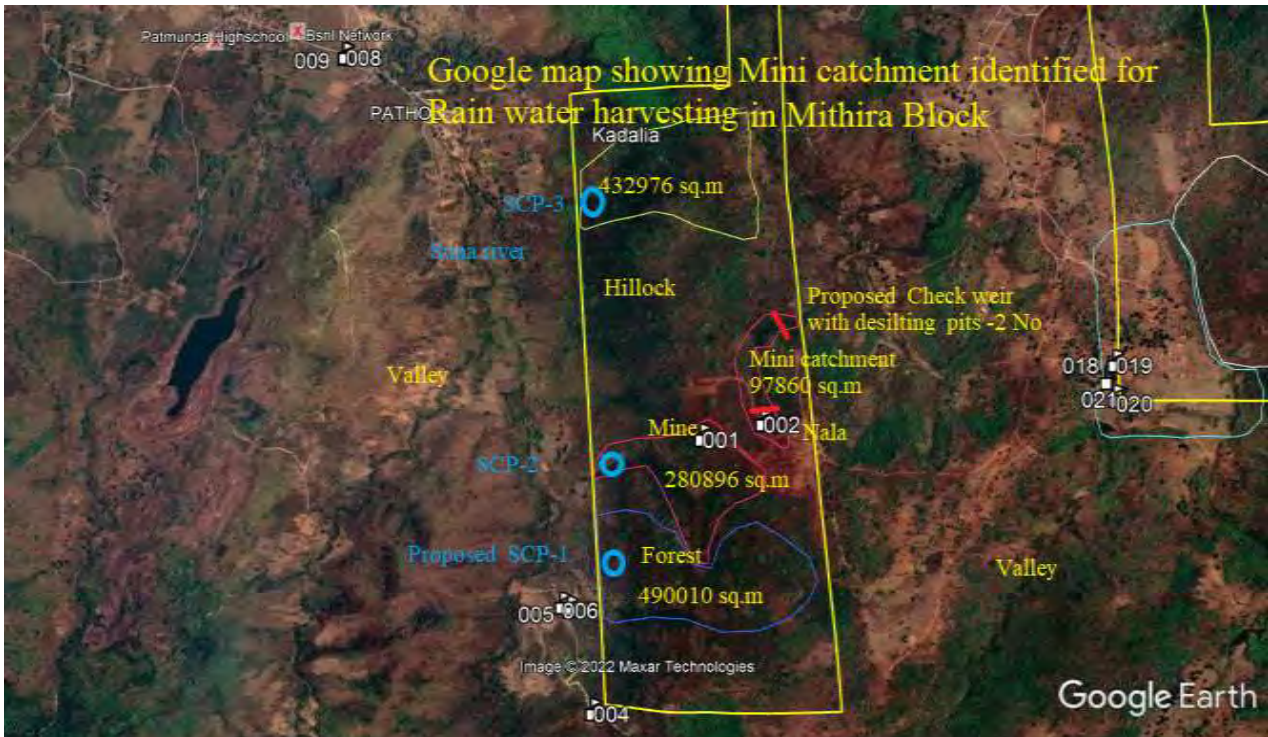 Patmunda Highschool
Bsnl Network
009
008
Google map showing Mini catchment identified for
Rain water harvesting in Mithira Block
Kadalia
432976 sq.m
SCP-3
Suna river
Hillock
Proposed Check weir
with desilting pits -2 No
Mini catchment
97860 sq.m
Valley
018
019
021
020
Mine
001
002
Nala
SCP-2
280896 sq.m
Proposed SCP-1
Forest
490010 sq.m
Valley
005
006
Image © 2022 Maxar Technologies
004
Google Earth